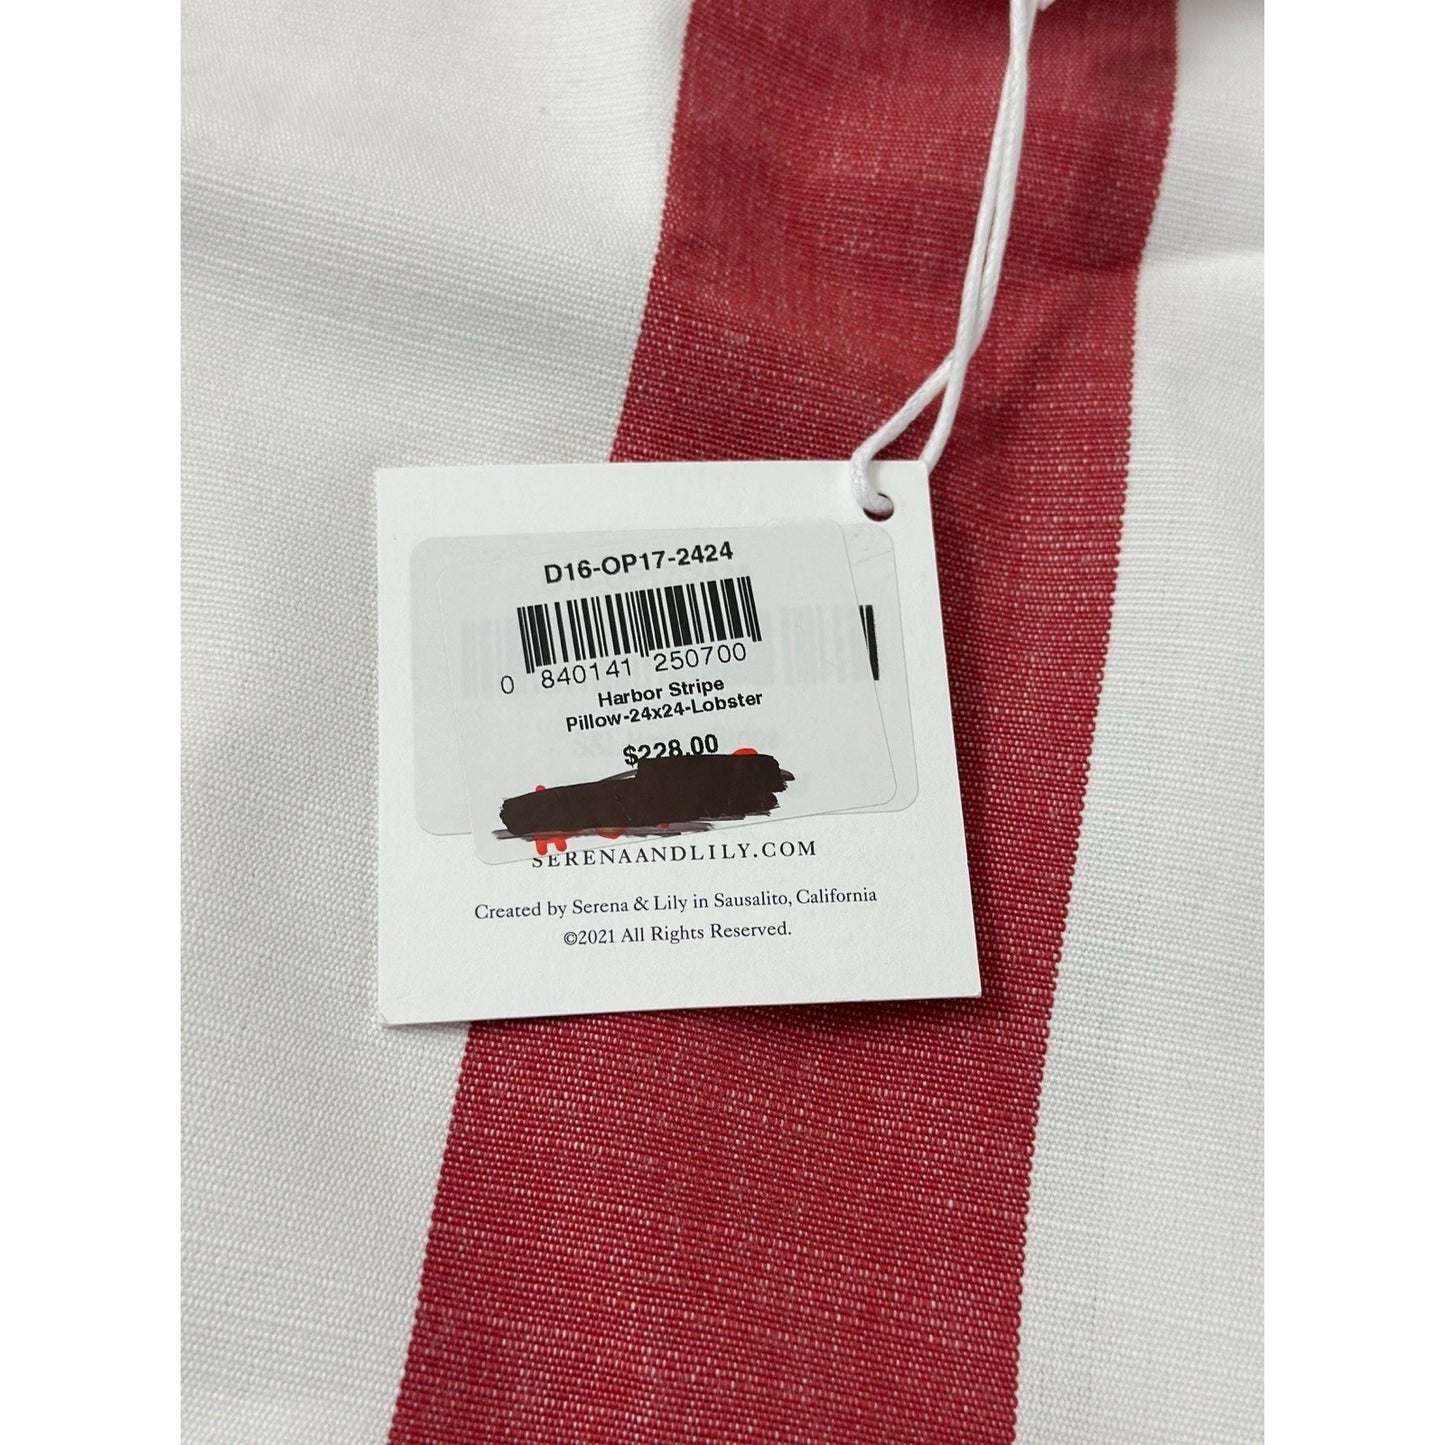 D16-OP17-2424
0 840141 250700
Harbor Stripe
Pillow-24x24-Lobster
$228.00
SERENAANDLILY.COM
Created by Serena & Lily in Sausalito, California
©2021 All Rights Reserved.